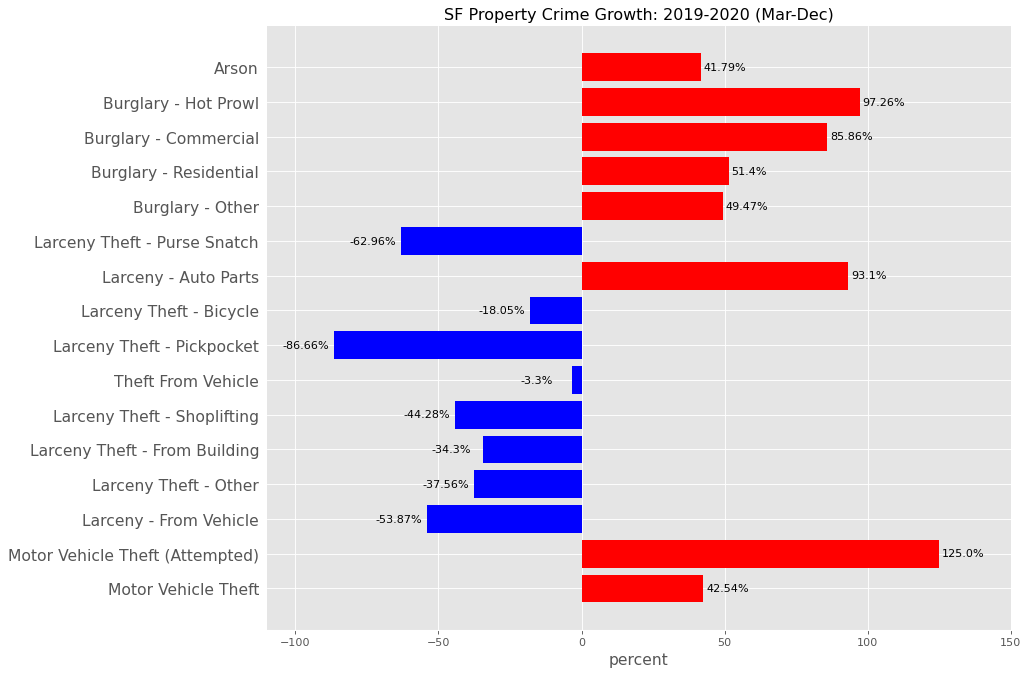 SF Property Crime Growth: 2019-2020 (Mar-Dec)
Arson 41.79%
Burglary - Hot Prowl 97.26%
Burglary - Commercial 85.86%
Burglary - Residential 51.4%
Burglary - Other 49.47%
Larceny Theft - Purse Snatch -62.96%
Larceny - Auto Parts 93.1%
Larceny Theft - Bicycle -18.05%
Larceny Theft - Pickpocket -86.66%
Theft From Vehicle -3.3%
Larceny Theft - Shoplifting -44.28%
Larceny Theft - From Building -34.3%
Larceny Theft - Other -37.56%
Larceny - From Vehicle -53.87%
Motor Vehicle Theft (Attempted) 125.0%
Motor Vehicle Theft 42.54%
−100 −50 0 50 100 150
percent